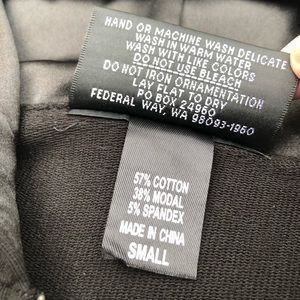 HAND OR MACHINE WASH DELICATE
WASH IN WARM WATER
WASH WITH LIKE COLORS
DO NOT BLEACH
DO NOT IRON ORNAMENTATION
LAY FLAT TO DRY
PO BOX 24960
FEDERAL WAY, WA 98093-1960
57% COTTON
38% MODAL
5% SPANDEX
MADE IN CHINA
SMALL